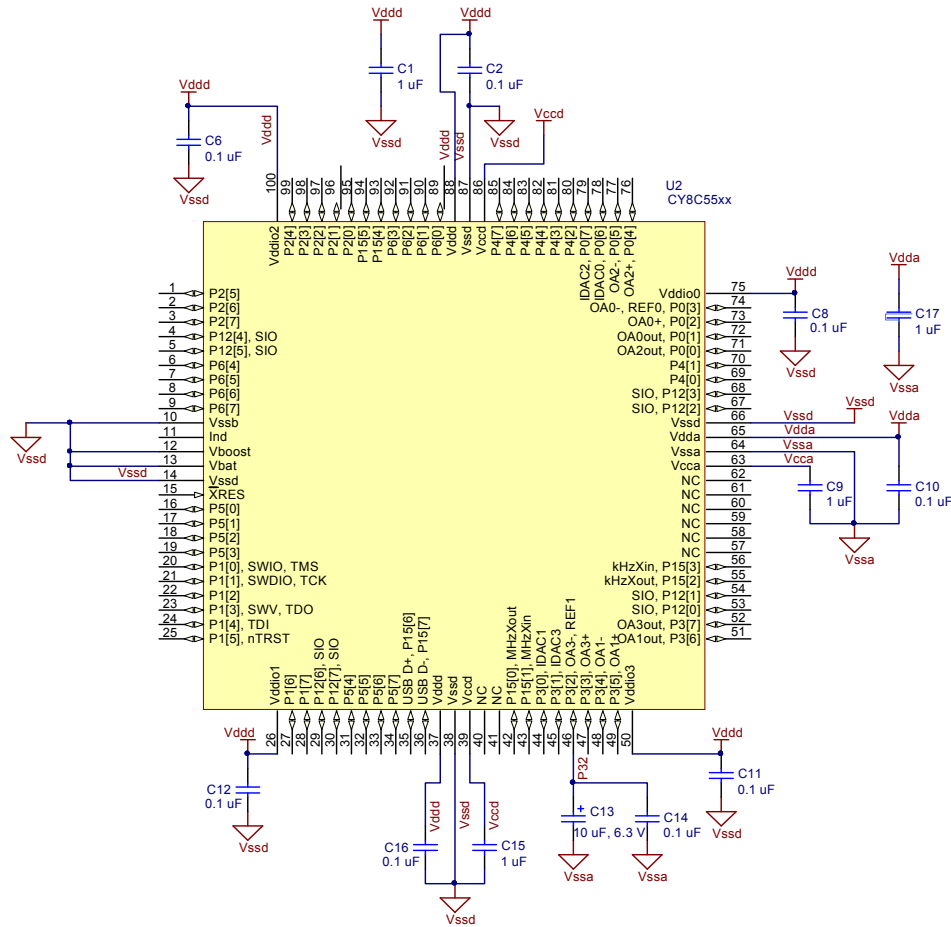 Vddd
C1
1 uF
Vssd
Vddd
C2
0.1 uF
Vssd
Vddd
C6
0.1 uF
Vssd
Vddd
Vddd
Vssd
Vccd
U2
CY8C55xx
100 Vddio2
99 P2[4]
98 P2[3]
97 P2[2]
96 P2[1]
95 P2[0]
94 P15[5]
93 P15[4]
92 P6[3]
91 P6[2]
90 P6[1]
89 P6[0]
88 Vddd
87 Vssd
86 Vccd
85 P4[7]
84 P4[6]
83 P4[5]
82 P4[4]
81 P4[3]
80 P4[2]
79 IDAC2, P0[7]
78 IDAC0, P0[6]
77 OA2-, P0[5]
76 OA2+, P0[4]
1 P2[5]
2 P2[6]
3 P2[7]
4 P12[4], SIO
5 P12[5], SIO
6 P6[4]
7 P6[5]
8 P6[6]
9 P6[7]
10 Vssb
11 Ind
12 Vboost
13 Vbat
14 Vssd
15 XRES
16 P5[0]
17 P5[1]
18 P5[2]
19 P5[3]
20 P1[0], SWIO, TMS
21 P1[1], SWDIO, TCK
22 P1[2]
23 P1[3], SWV, TDO
24 P1[4], TDI
25 P1[5], nTRST
Vssd
Vssd
Vddio0 75
OA0-, REF0, P0[3] 74
OA0+, P0[2] 73
OA0out, P0[1] 72
OA2out, P0[0] 71
P4[1] 70
P4[0] 69
SIO, P12[3] 68
SIO, P12[2] 67
Vssd 66
Vdda 65
Vssa 64
Vcca 63
NC 62
NC 61
NC 60
NC 59
NC 58
NC 57
kHzXin, P15[3] 56
kHzXout, P15[2] 55
SIO, P12[1] 54
SIO, P12[0] 53
OA3out, P3[7] 52
OA1out, P3[6] 51
Vddd
C8
0.1 uF
Vssd
Vdda
C17
1 uF
Vssa
Vssd
Vssd
Vdda
Vdda
Vssa
Vcca
C9
1 uF
C10
0.1 uF
Vssa
Vddio1 26
P1[6] 27
P1[7] 28
P12[6], SIO 29
P12[7], SIO 30
P5[4] 31
P5[5] 32
P5[6] 33
P5[7] 34
USB D+, P15[6] 35
USB D-, P15[7] 36
Vddd 37
Vssd 38
Vccd 39
NC 40
NC 41
P15[0], MHzXout 42
P15[1], MHzXin 43
P3[0], IDAC1 44
P3[1], IDAC3 45
P3[2], OA3-, REF1 46
P3[3], OA3+ 47
P3[4], OA1- 48
P3[5], OA1+ 49
Vddio3 50
Vddd
C12
0.1 uF
Vssd
Vddd
Vssd
Vccd
C16
0.1 uF
C15
1 uF
Vssd
P32
+
C13
10 uF, 6.3 V
Vssa
C14
0.1 uF
Vssa
Vddd
C11
0.1 uF
Vssd